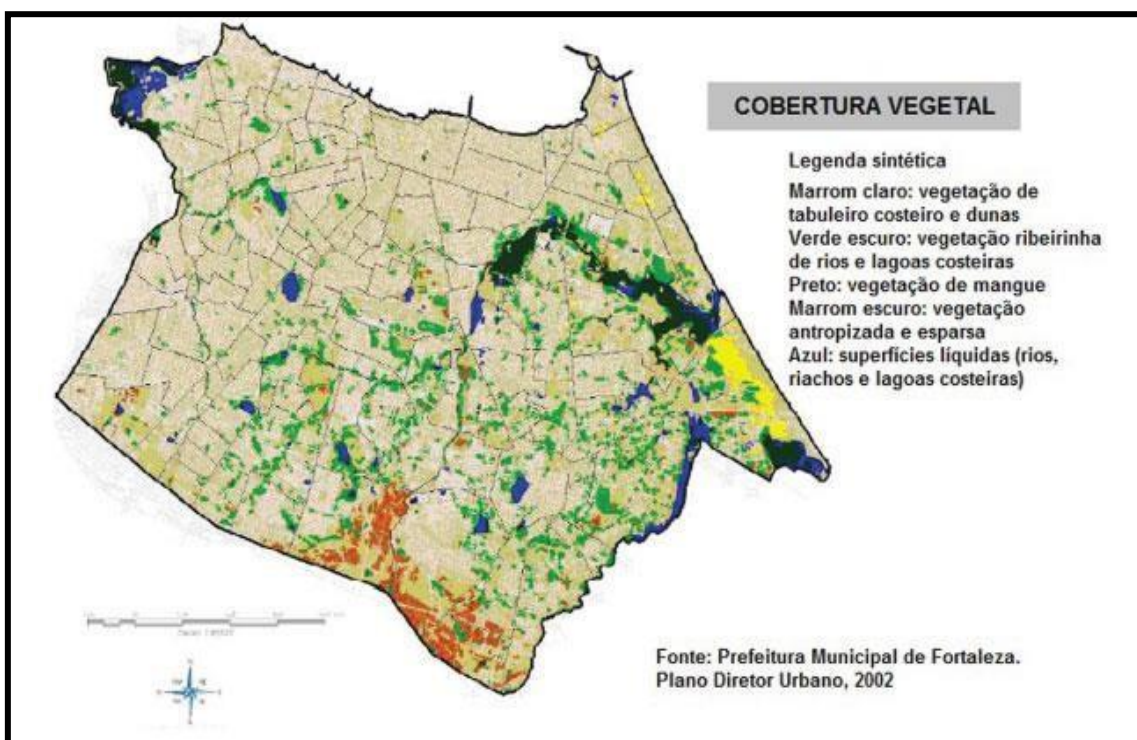 COBERTURA VEGETAL
Legenda sintética
Marrom claro: vegetação de
tabuleiro costeiro e dunas
Verde escuro: vegetação ribeirinha
de rios e lagoas costeiras
Preto: vegetação de mangue
Marrom escuro: vegetação
antropizada e esparsa
Azul: superfícies líquidas (rios,
riachos e lagoas costeiras)
Fonte: Prefeitura Municipal de Fortaleza.
Plano Diretor Urbano, 2002